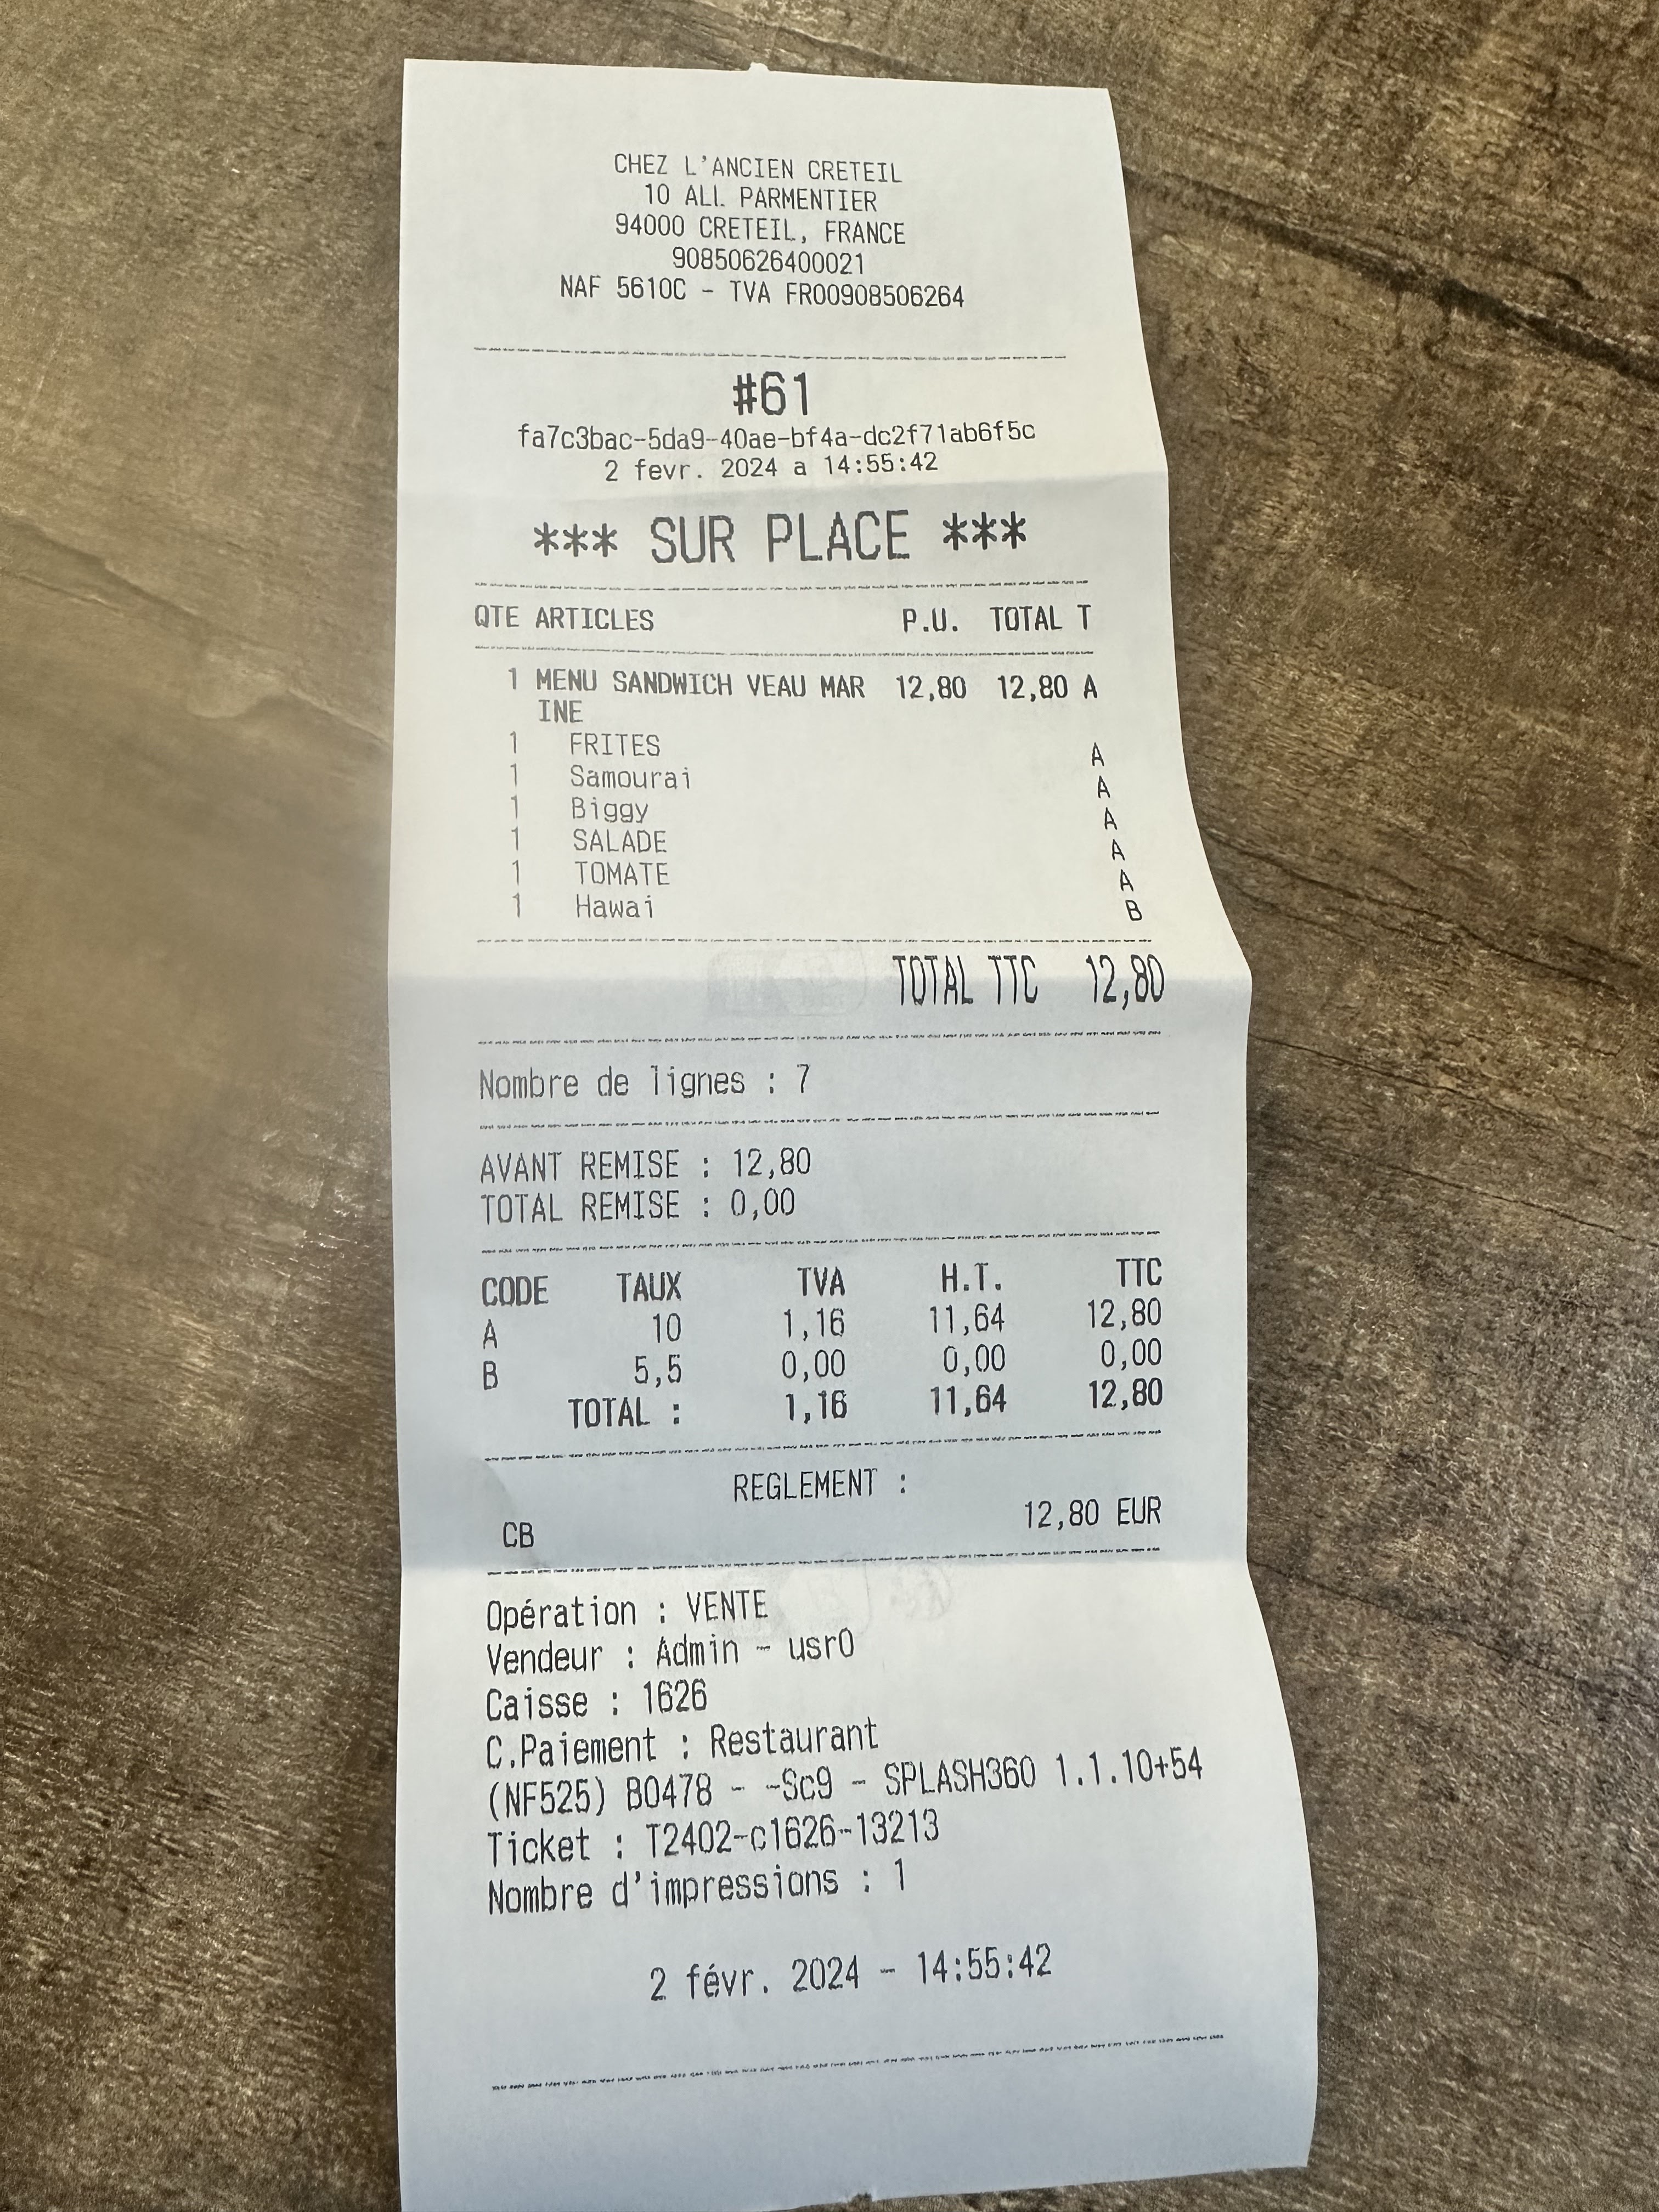 CHEZ L'ANCIEN CRETEIL
10 ALL PARMENTIER
94000 CRETEIL, FRANCE
90850626400021
NAF 5610C - TVA FR00908506264
#61
fa7c3bac-5da9-40ae-bf4a-dc2f71ab6f5c
2 fevr. 2024 a 14:55:42
*** SUR PLACE ***
QTE ARTICLES P.U. TOTAL T
1 MENU SANDWICH VEAU MAR 12,80 12,80 A
INE
1 FRITES A
1 Samourai A
1 Biggy A
1 SALADE A
1 TOMATE A
1 Hawai B
TOTAL TTC 12,80
Nombre de lignes : 7
AVANT REMISE : 12,80
TOTAL REMISE : 0,00
CODE TAUX TVA H.T. TTC
A 10 1,16 11,64 12,80
B 5,5 0,00 0,00 0,00
TOTAL : 1,16 11,64 12,80
REGLEMENT :
CB 12,80 EUR
Opération : VENTE
Vendeur : Admin - usr0
Caisse : 1626
C.Paiement : Restaurant
(NF525) B0478 - -Sc9 - SPLASH360 1.1.10+54
Ticket : T2402-c1626-13213
Nombre d'impressions : 1
2 févr. 2024 - 14:55:42